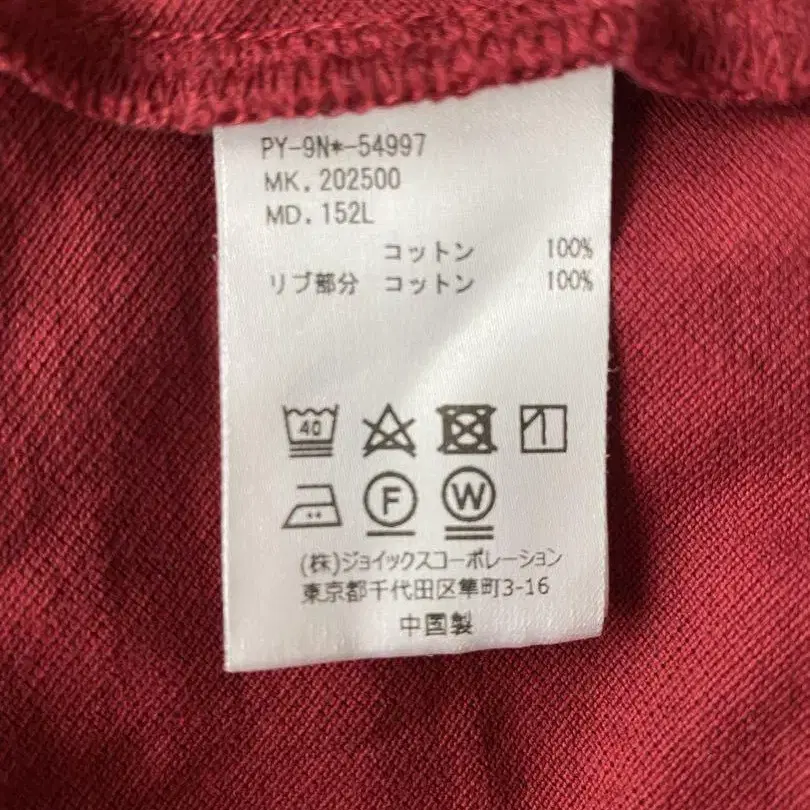 PY-9N*-54997
MK. 202500
MD. 152L
コットン 100%
リブ部分 コットン 100%
40
F W
(株)ジョイックスコーポレーション
東京都千代田区隼町3-16
中国製